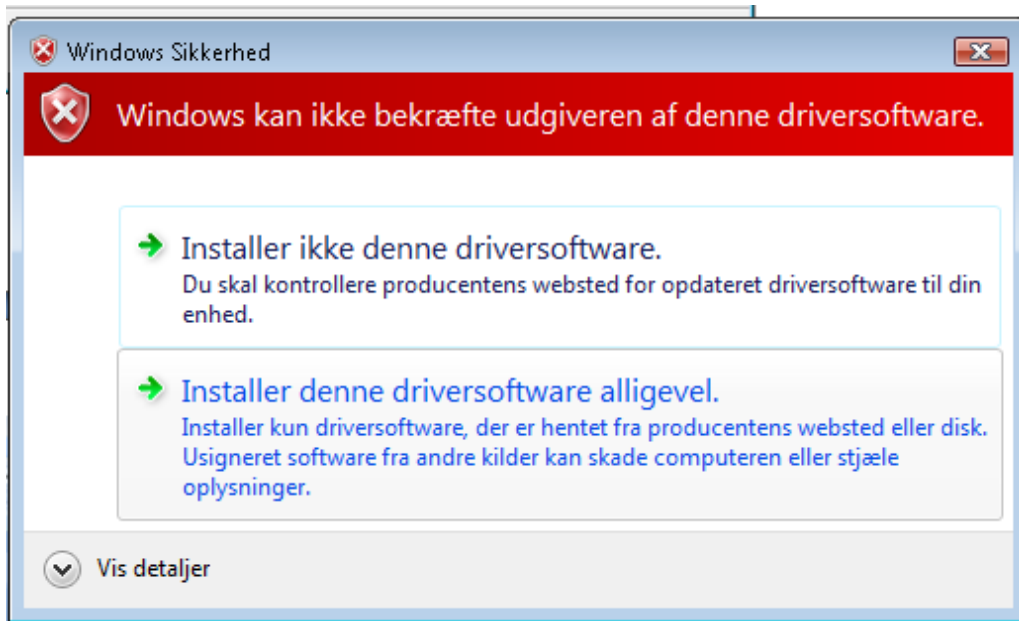 Windows Sikkerhed
Windows kan ikke bekræfte udgiveren af denne driversoftware.
Installer ikke denne driversoftware.
Du skal kontrollere producentens websted for opdateret driversoftware til din
enhed.
Installer denne driversoftware alligevel.
Installer kun driversoftware, der er hentet fra producentens websted eller disk.
Usigneret software fra andre kilder kan skade computeren eller stjæle
oplysninger.
Vis detaljer